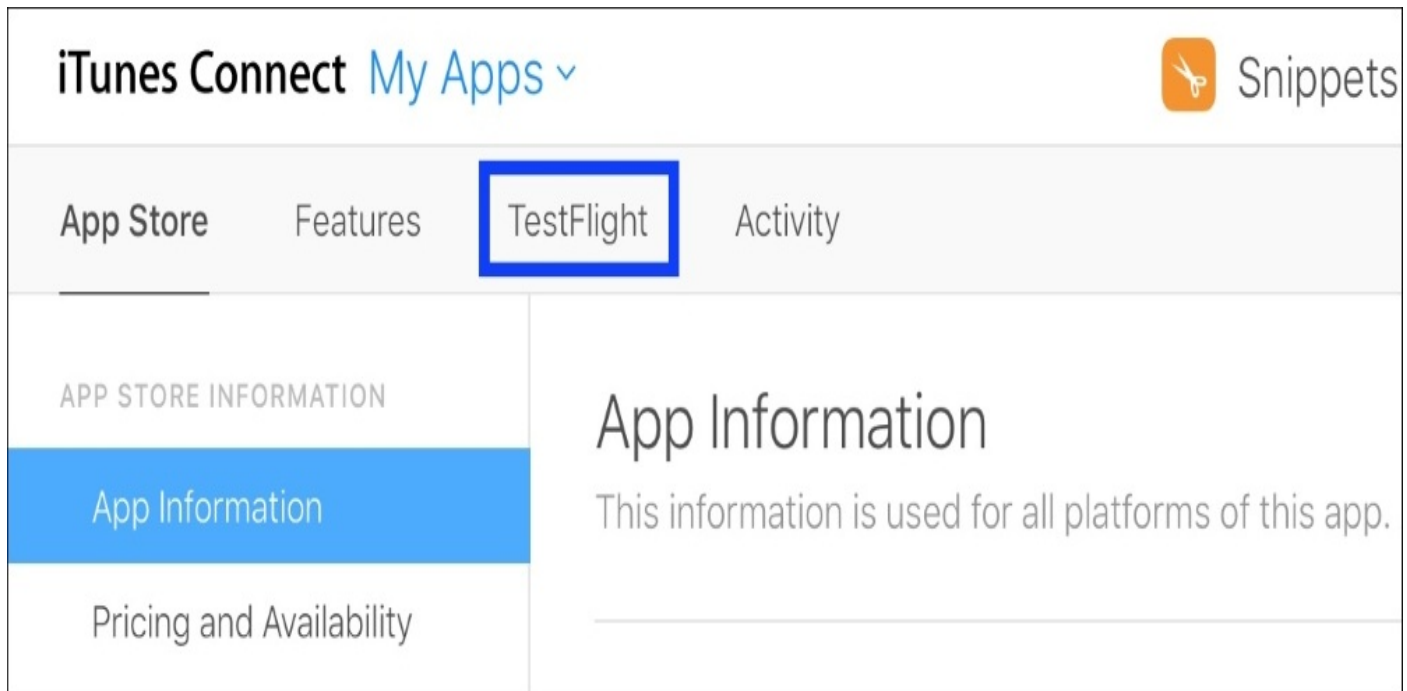 iTunes Connect My Apps Snippets
App Store Features TestFlight Activity
APP STORE INFORMATION
App Information
Pricing and Availability
App Information
This information is used for all platforms of this app.